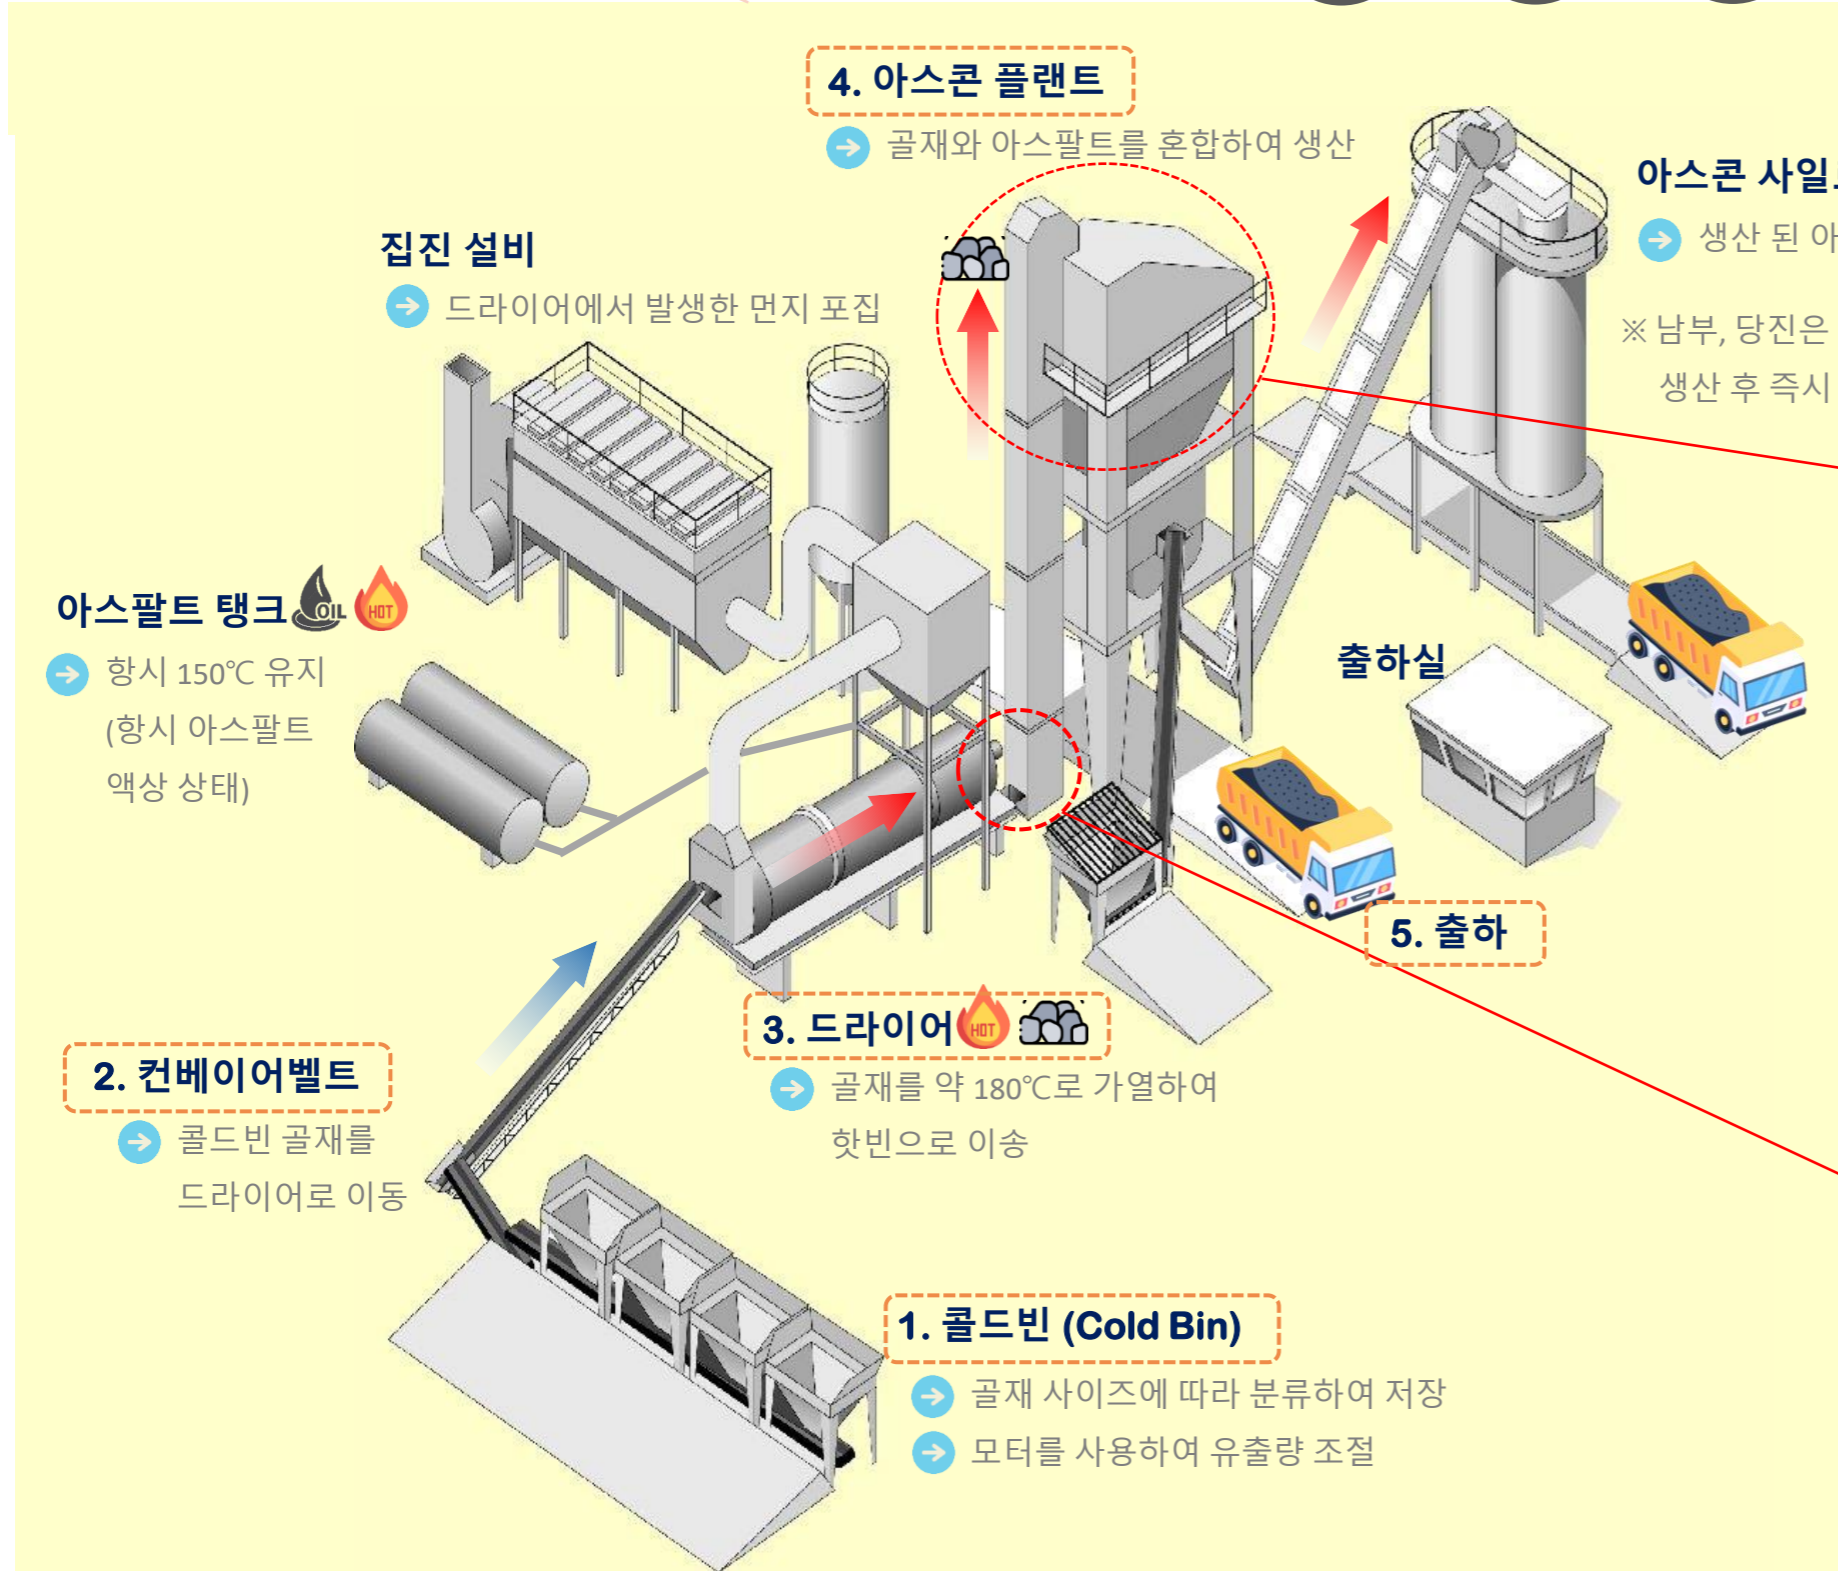 4. 아스콘 플랜트
골재와 아스팔트를 혼합하여 생산
아스콘 사일
생산 된 아
※ 남부, 당진은
생산 후 즉시
집진 설비
드라이어에서 발생한 먼지 포집
아스팔트 탱크 OIL HOT
항시 150℃ 유지
(항시 아스팔트
액상 상태)
출하실
5. 출하
3. 드라이어 HOT
골재를 약 180℃로 가열하여
핫빈으로 이송
2. 컨베이어벨트
콜드빈 골재를
드라이어로 이동
1. 콜드빈 (Cold Bin)
골재 사이즈에 따라 분류하여 저장
모터를 사용하여 유출량 조절